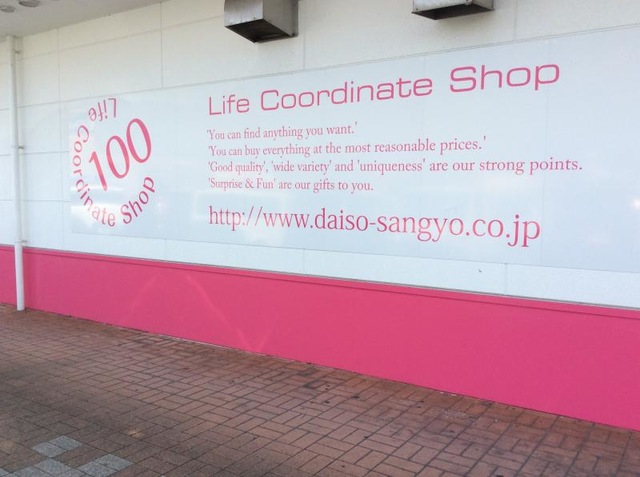 Life Coordinate Shop
100
Life Coordinate Shop
'You can find anything you want.'
'You can buy everything at the most reasonable prices.'
'Good quality', 'wide variety' and 'uniqueness' are our strong points.
'Surprise & Fun' are our gifts to you.
http://www.daiso-sangyo.co.jp